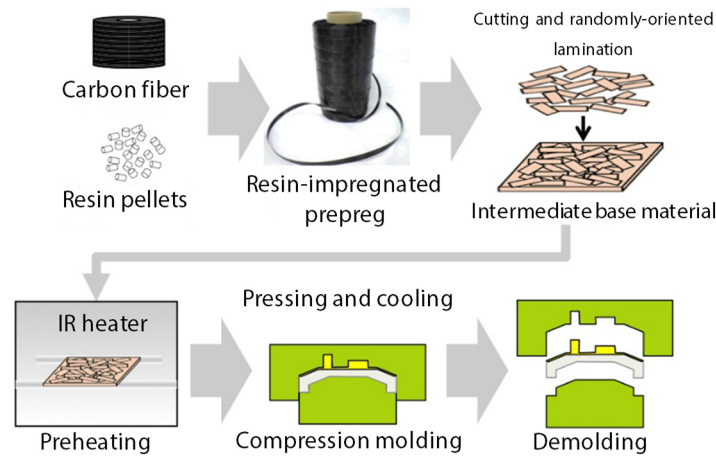 Carbon fiber
Resin pellets
Resin-impregnated
prepreg
Cutting and randomly-oriented
lamination
Intermediate base material
IR heater
Preheating
Pressing and cooling
Compression molding
Demolding